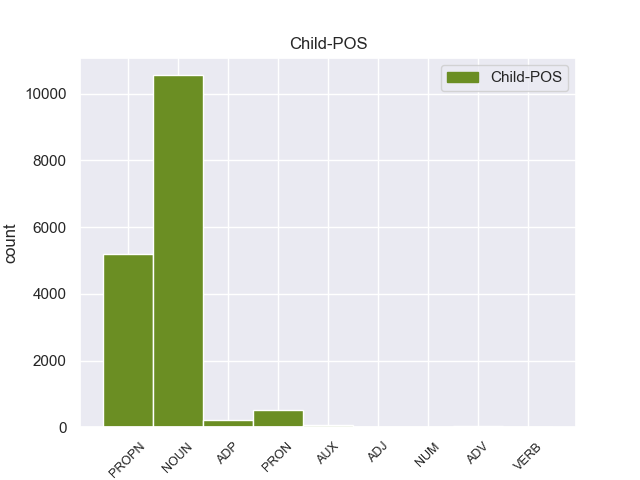 Child-POS
Child-POS
count
10000
8000
6000
4000
2000
0
PROPN
NOUN
ADP
PRON
AUX
ADJ
NUM
ADV
VERB